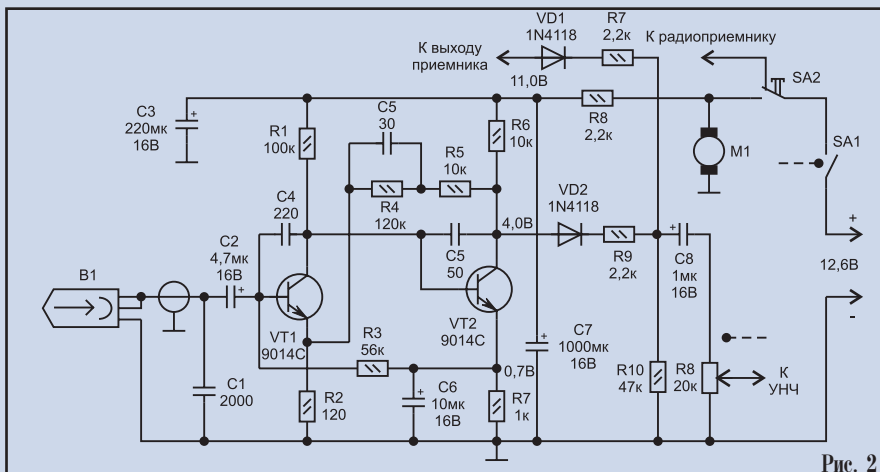 VD1
1N4118
R7
2,2к
К выходу
приемника
11,0В
К радиоприемнику
SA2
C3
220мк
16В
R1
100к
C5
30
R6
10к
R8
2,2к
M1
SA1
R4
120к
R5
10к
C4
220
4,0В
VD2
1N4118
C5
50
R9
2,2к
C8
1мк
16В
+
12,6В
-
B1
C2
4,7мк
16В
VT1
9014C
VT2
9014C
R3
56к
0,7В
C7
1000мк
16В
C1
2000
R2
120
C6
10мк
16В
R7
1к
R10
47к
R8
20к
К
УНЧ
Рис. 2